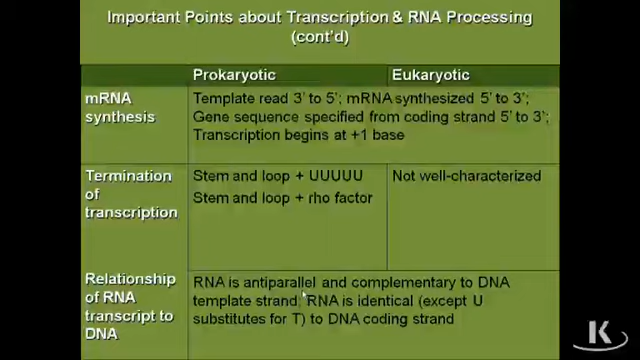 Important Points about Transcription & RNA Processing
(cont'd)
Prokaryotic
Eukaryotic
mRNA
synthesis
Template read 3' to 5'; mRNA synthesized 5' to 3';
Gene sequence specified from coding strand 5' to 3';
Transcription begins at +1 base
Termination
of
transcription
Stem and loop + UUUUU
Stem and loop + rho factor
Not well-characterized
Relationship
of RNA
transcript to
DNA
RNA is antiparallel and complementary to DNA
template strand; RNA is identical (except U
substitutes for T) to DNA coding strand
K